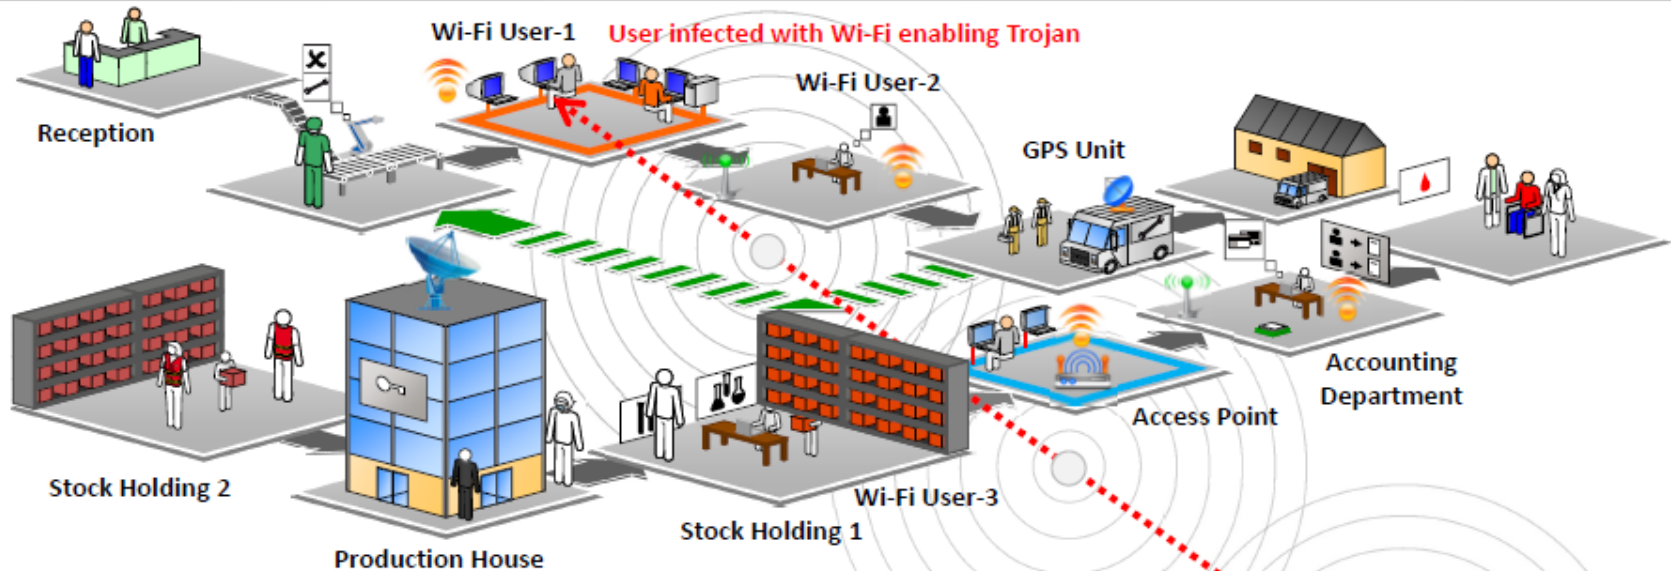 Wi-Fi User-1
User infected with Wi-Fi enabling Trojan
Wi-Fi User-2
Reception
GPS Unit
Accounting
Department
Access Point
Stock Holding 2
Wi-Fi User-3
Stock Holding 1
Production House